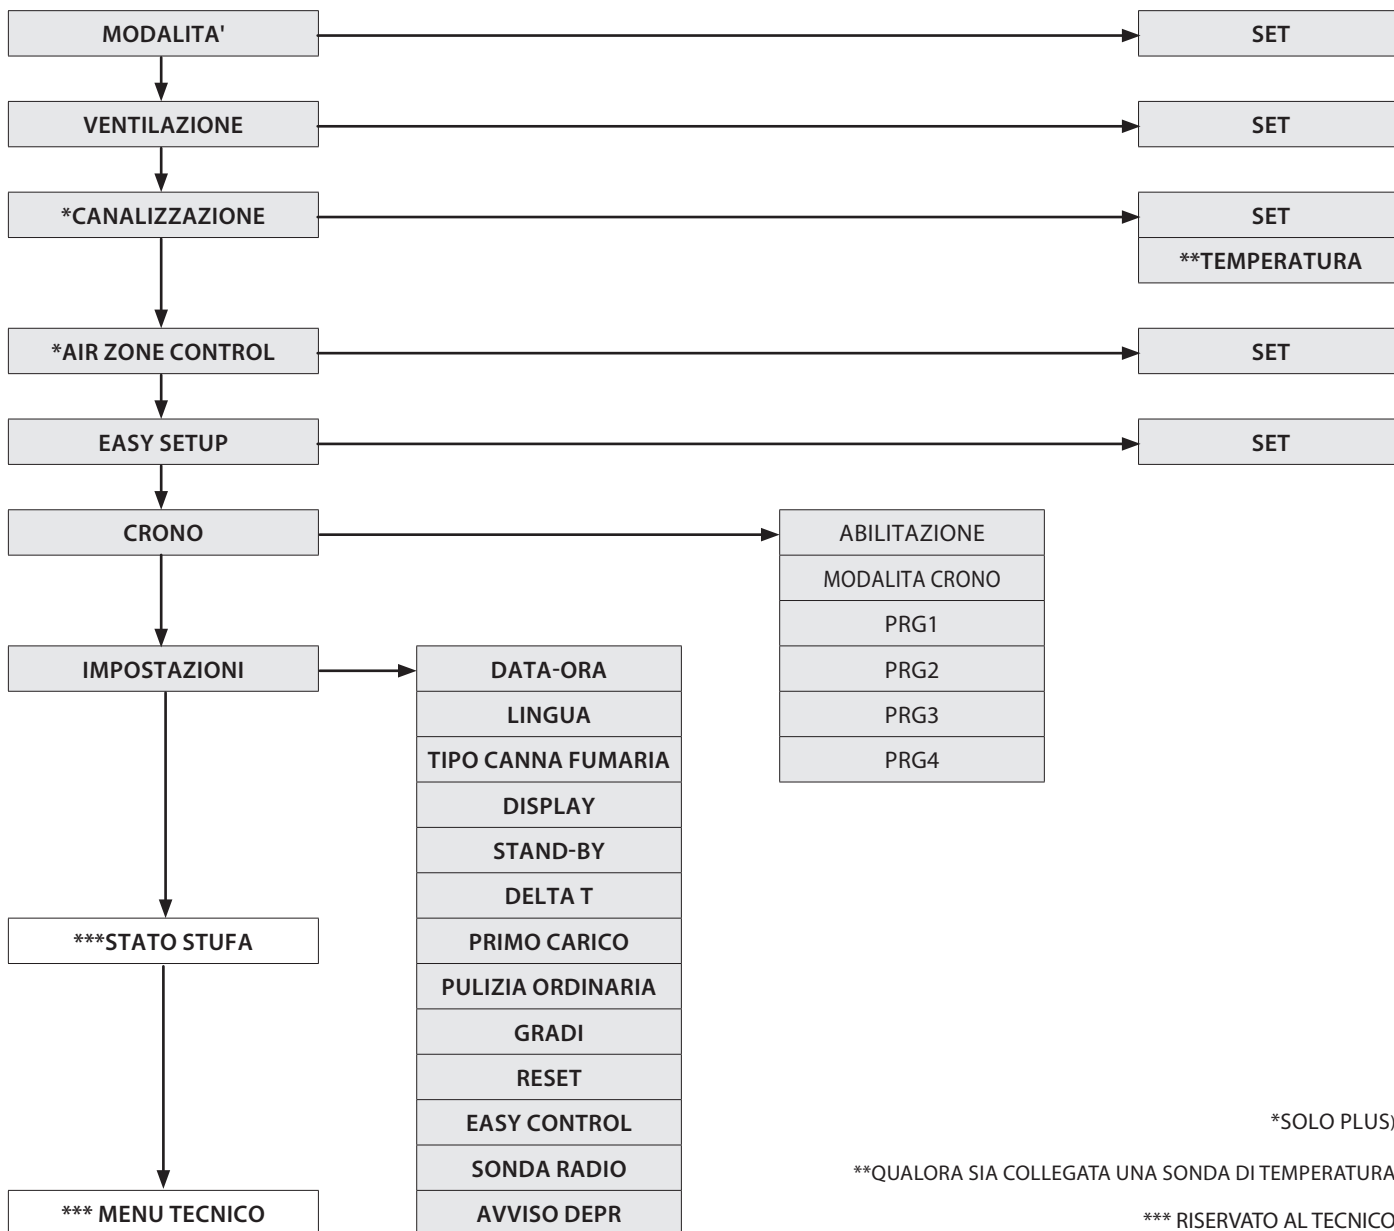 MODALITA' SET
VENTILAZIONE SET
*CANALIZZAZIONE SET
**TEMPERATURA
*AIR ZONE CONTROL SET
EASY SETUP SET
CRONO ABILITAZIONE
MODALITA CRONO
PRG1
IMPOSTAZIONI DATA-ORA PRG2
LINGUA PRG3
TIPO CANNA FUMARIA PRG4
DISPLAY
STAND-BY
DELTA T
***STATO STUFA PRIMO CARICO
PULIZIA ORDINARIA
GRADI
RESET
EASY CONTROL *SOLO PLUS)
SONDA RADIO **QUALORA SIA COLLEGATA UNA SONDA DI TEMPERATURA
*** MENU TECNICO AVVISO DEPR *** RISERVATO AL TECNICO